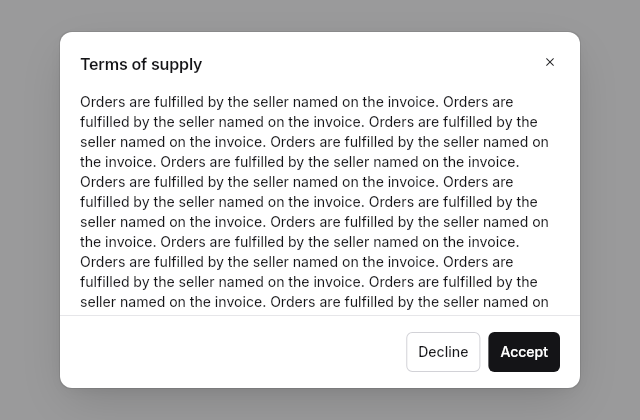 Terms of supply
Orders are fulfilled by the seller named on the invoice. Orders are
fulfilled by the seller named on the invoice. Orders are fulfilled by the
seller named on the invoice. Orders are fulfilled by the seller named on
the invoice. Orders are fulfilled by the seller named on the invoice.
Orders are fulfilled by the seller named on the invoice. Orders are
fulfilled by the seller named on the invoice. Orders are fulfilled by the
seller named on the invoice. Orders are fulfilled by the seller named on
the invoice. Orders are fulfilled by the seller named on the invoice.
Orders are fulfilled by the seller named on the invoice. Orders are
fulfilled by the seller named on the invoice. Orders are fulfilled by the
seller named on the invoice. Orders are fulfilled by the seller named on
Decline
Accept